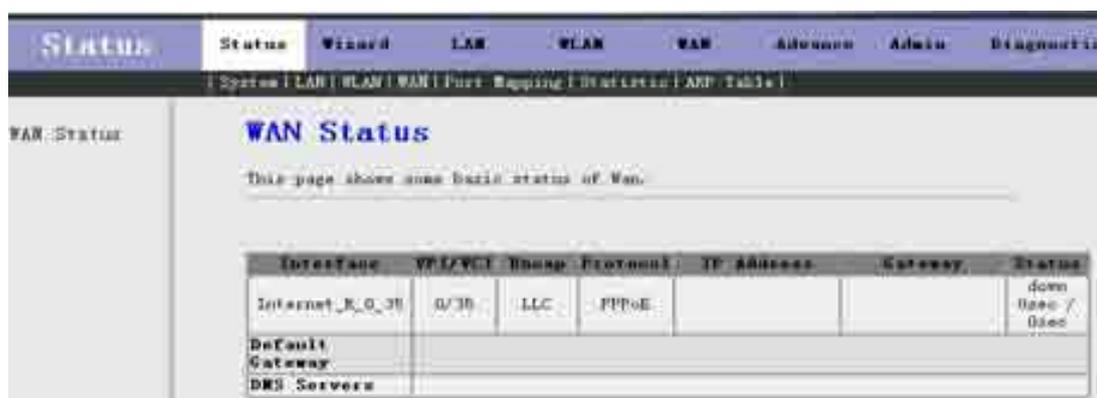 Status
Status Wizard LAN WLAN WAN Advance Admin Diagnostic
| System | LAN | WLAN | WAN | Port Mapping | Statistic | ARP Table |
WAN Status
WAN Status
This page shows some basic status of Wan.
Interface VPI/VCI Encap Protocol IP Address Gateway Status
Internet_R_0_35 0/35 LLC PPPoE down 0sec / 0sec
Default Gateway
DNS Servers